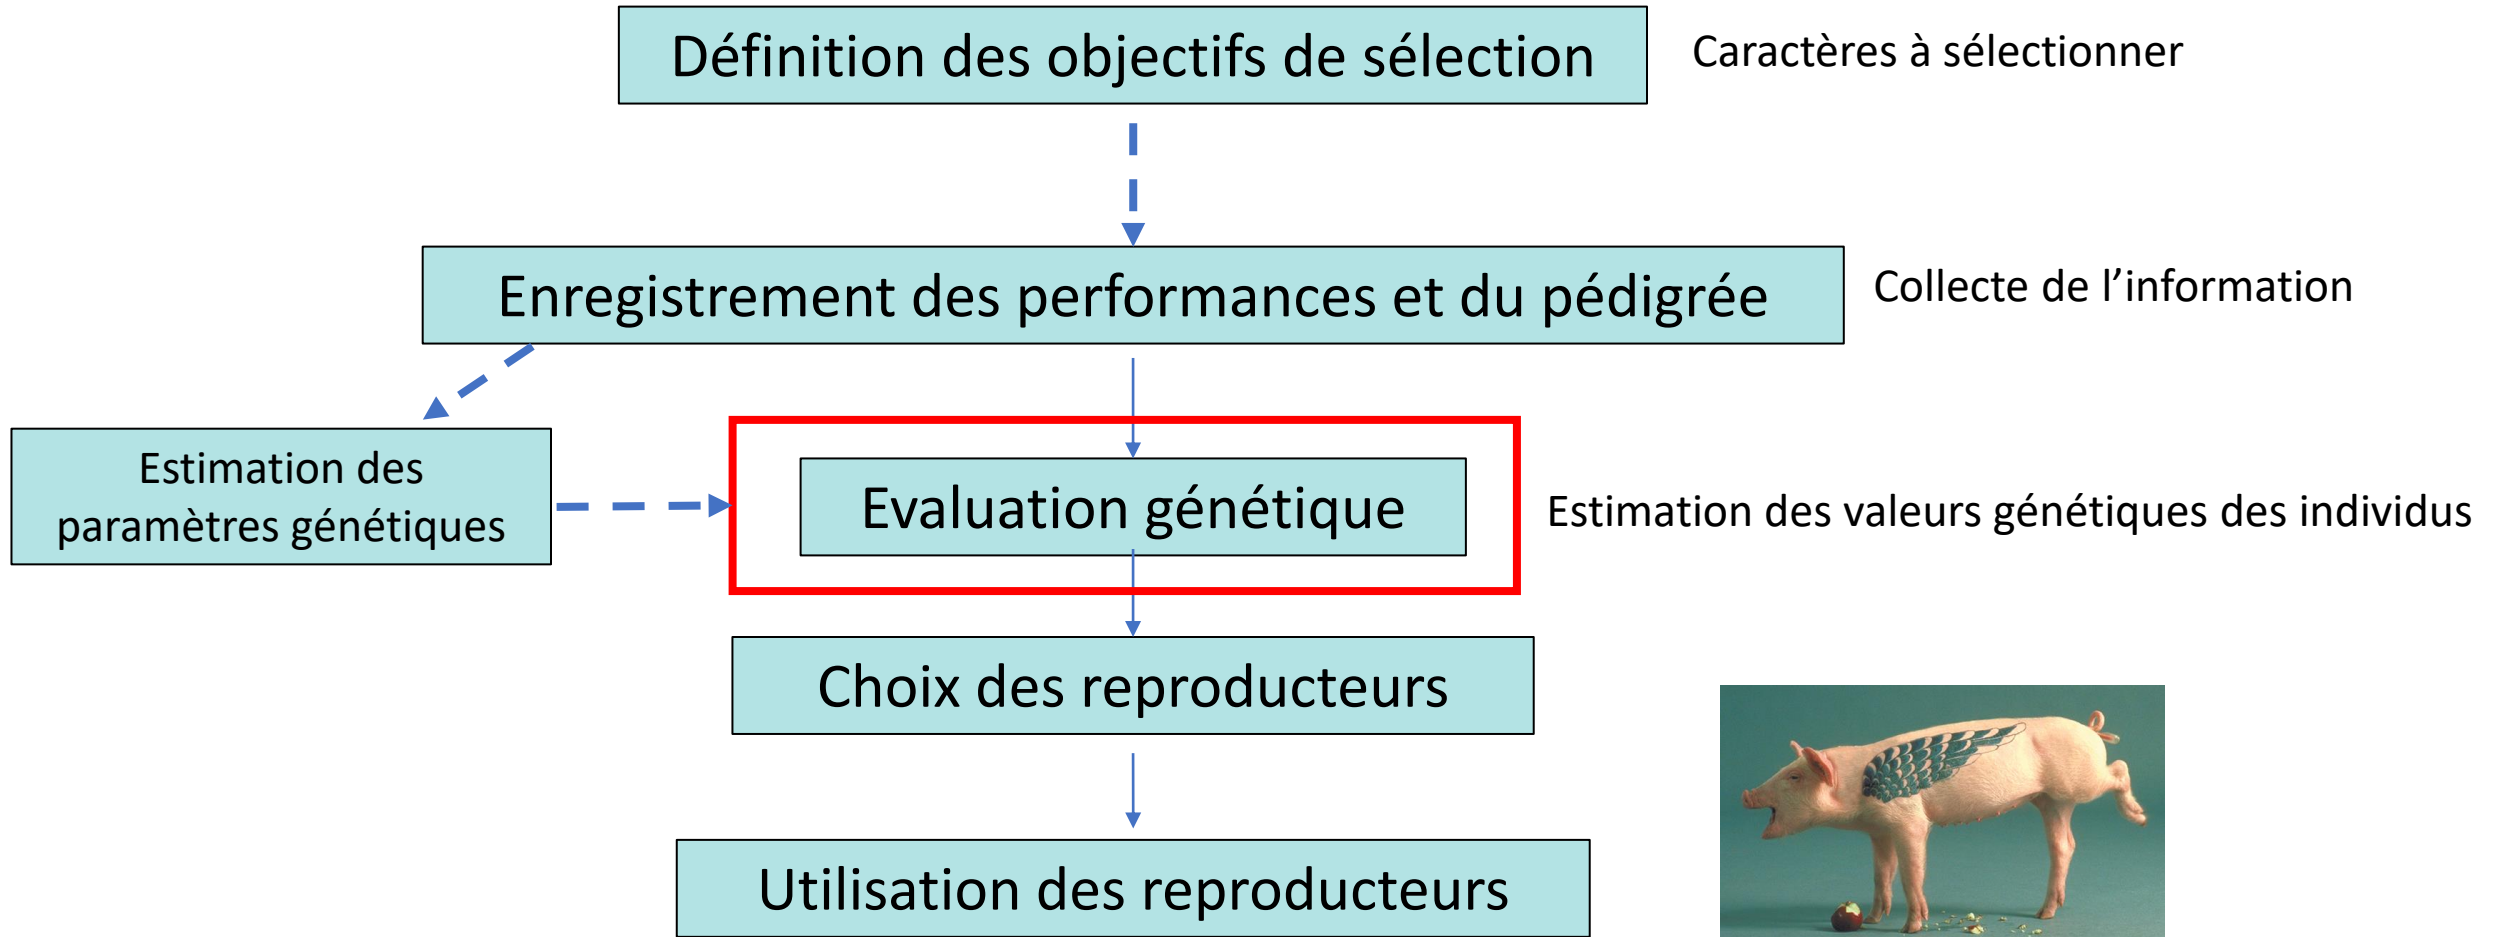 Définition des objectifs de sélection
Caractères à sélectionner
Enregistrement des performances et du pédigrée
Collecte de l’information
Estimation des
paramètres génétiques
Evaluation génétique
Estimation des valeurs génétiques des individus
Choix des reproducteurs
Utilisation des reproducteurs